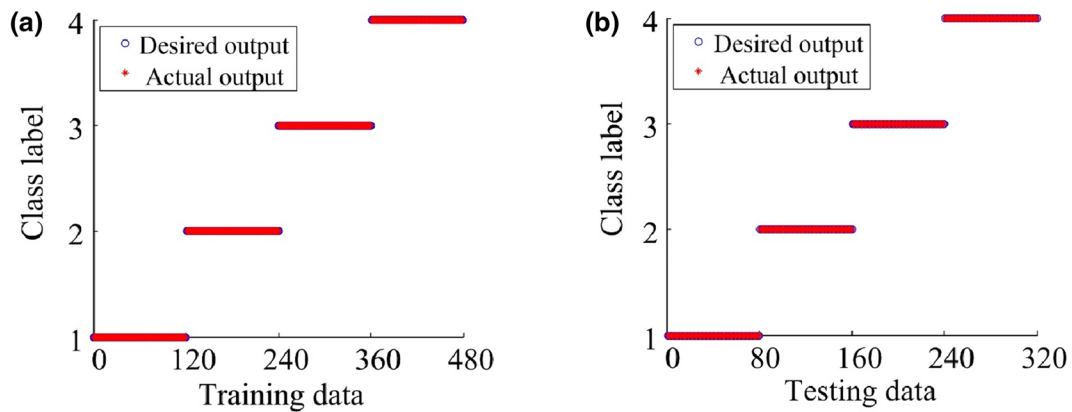 (a)
Desired output
Actual output
Class label
4
3
2
1
0 120 240 360 480
Training data
(b)
Desired output
Actual output
Class label
4
3
2
1
0 80 160 240 320
Testing data